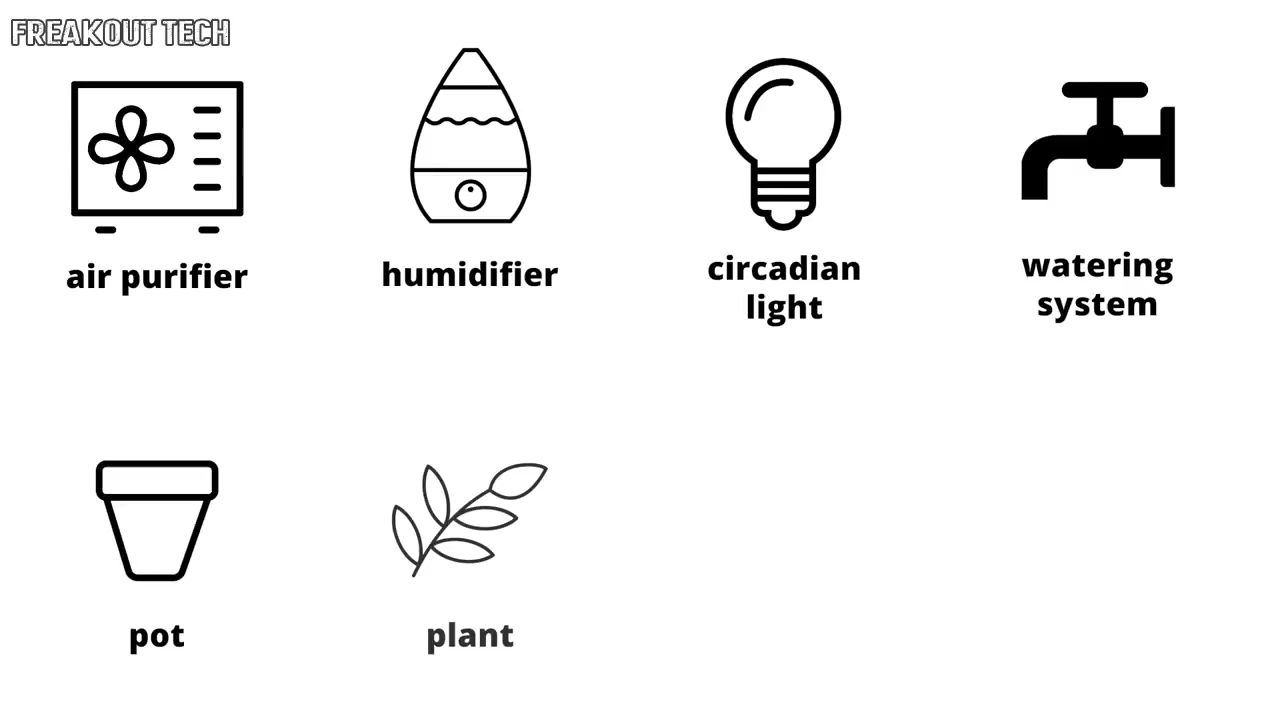 FREAKOUT TECH
air purifier
humidifier
circadian
light
watering
system
pot
plant